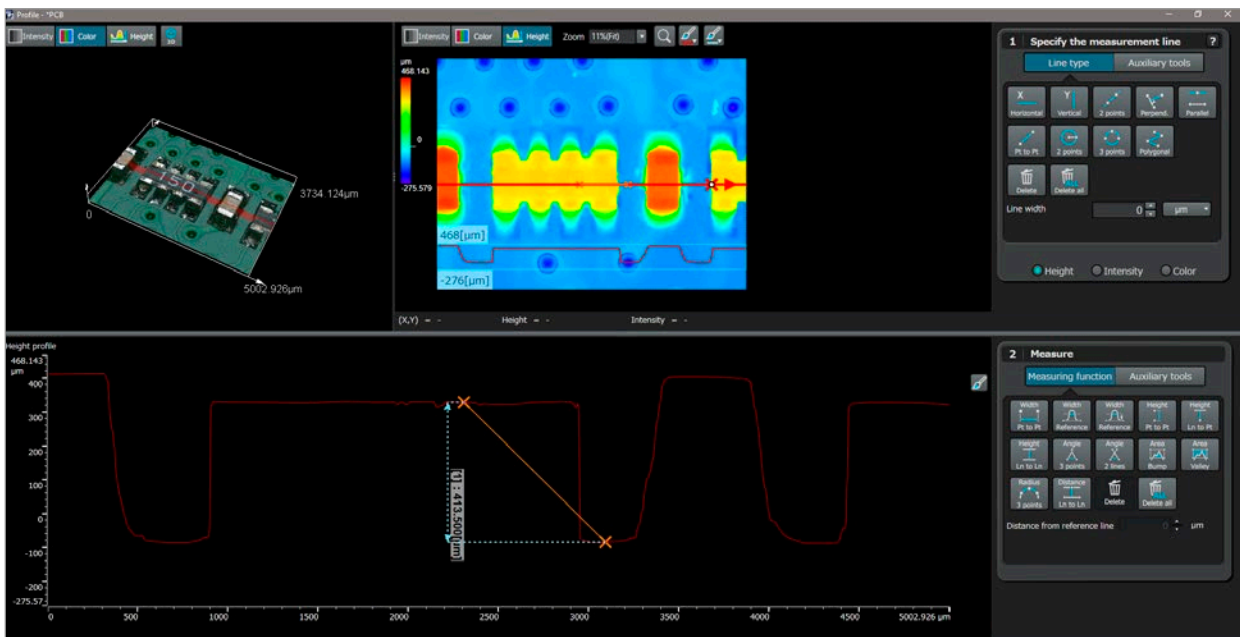 Profile - *PCB
Intensity Color Height 3D
150
3734.124μm
0
5002.926μm
Intensity Color Height Zoom 11%(Fit)
μm
468.143
0
-275.579
468[μm]
-276[μm]
(X,Y) = - Height = - Intensity = -
1 Specify the measurement line ?
Line type Auxiliary tools
X Y
Horizontal Vertical 2 points Perpend. Parallel
Pt to Pt 2 points 3 points Polygonal
Delete Delete all
Line width 0 μm
Height Intensity Color
Height profile
468.143
μm
400
300
200
100
0
-100
-200
-275.57
[1] : 413.500[μm]
0 500 1000 1500 2000 2500 3000 3500 4000 4500 5002.926 μm
2 Measure
Measuring function Auxiliary tools
Width Width Width Height Height
Pt to Pt Reference Reference Pt to Pt Ln to Pt
Height Angle Angle Area Area
Ln to Ln 3 points 2 lines Bump Valley
Radius Distance
3 points Ln to Ln Delete Delete all
Distance from reference line 0 μm